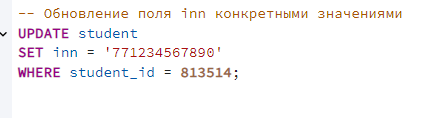 -- Обновление поля inn конкретными значениями
UPDATE student
SET inn = '771234567890'
WHERE student_id = 813514;